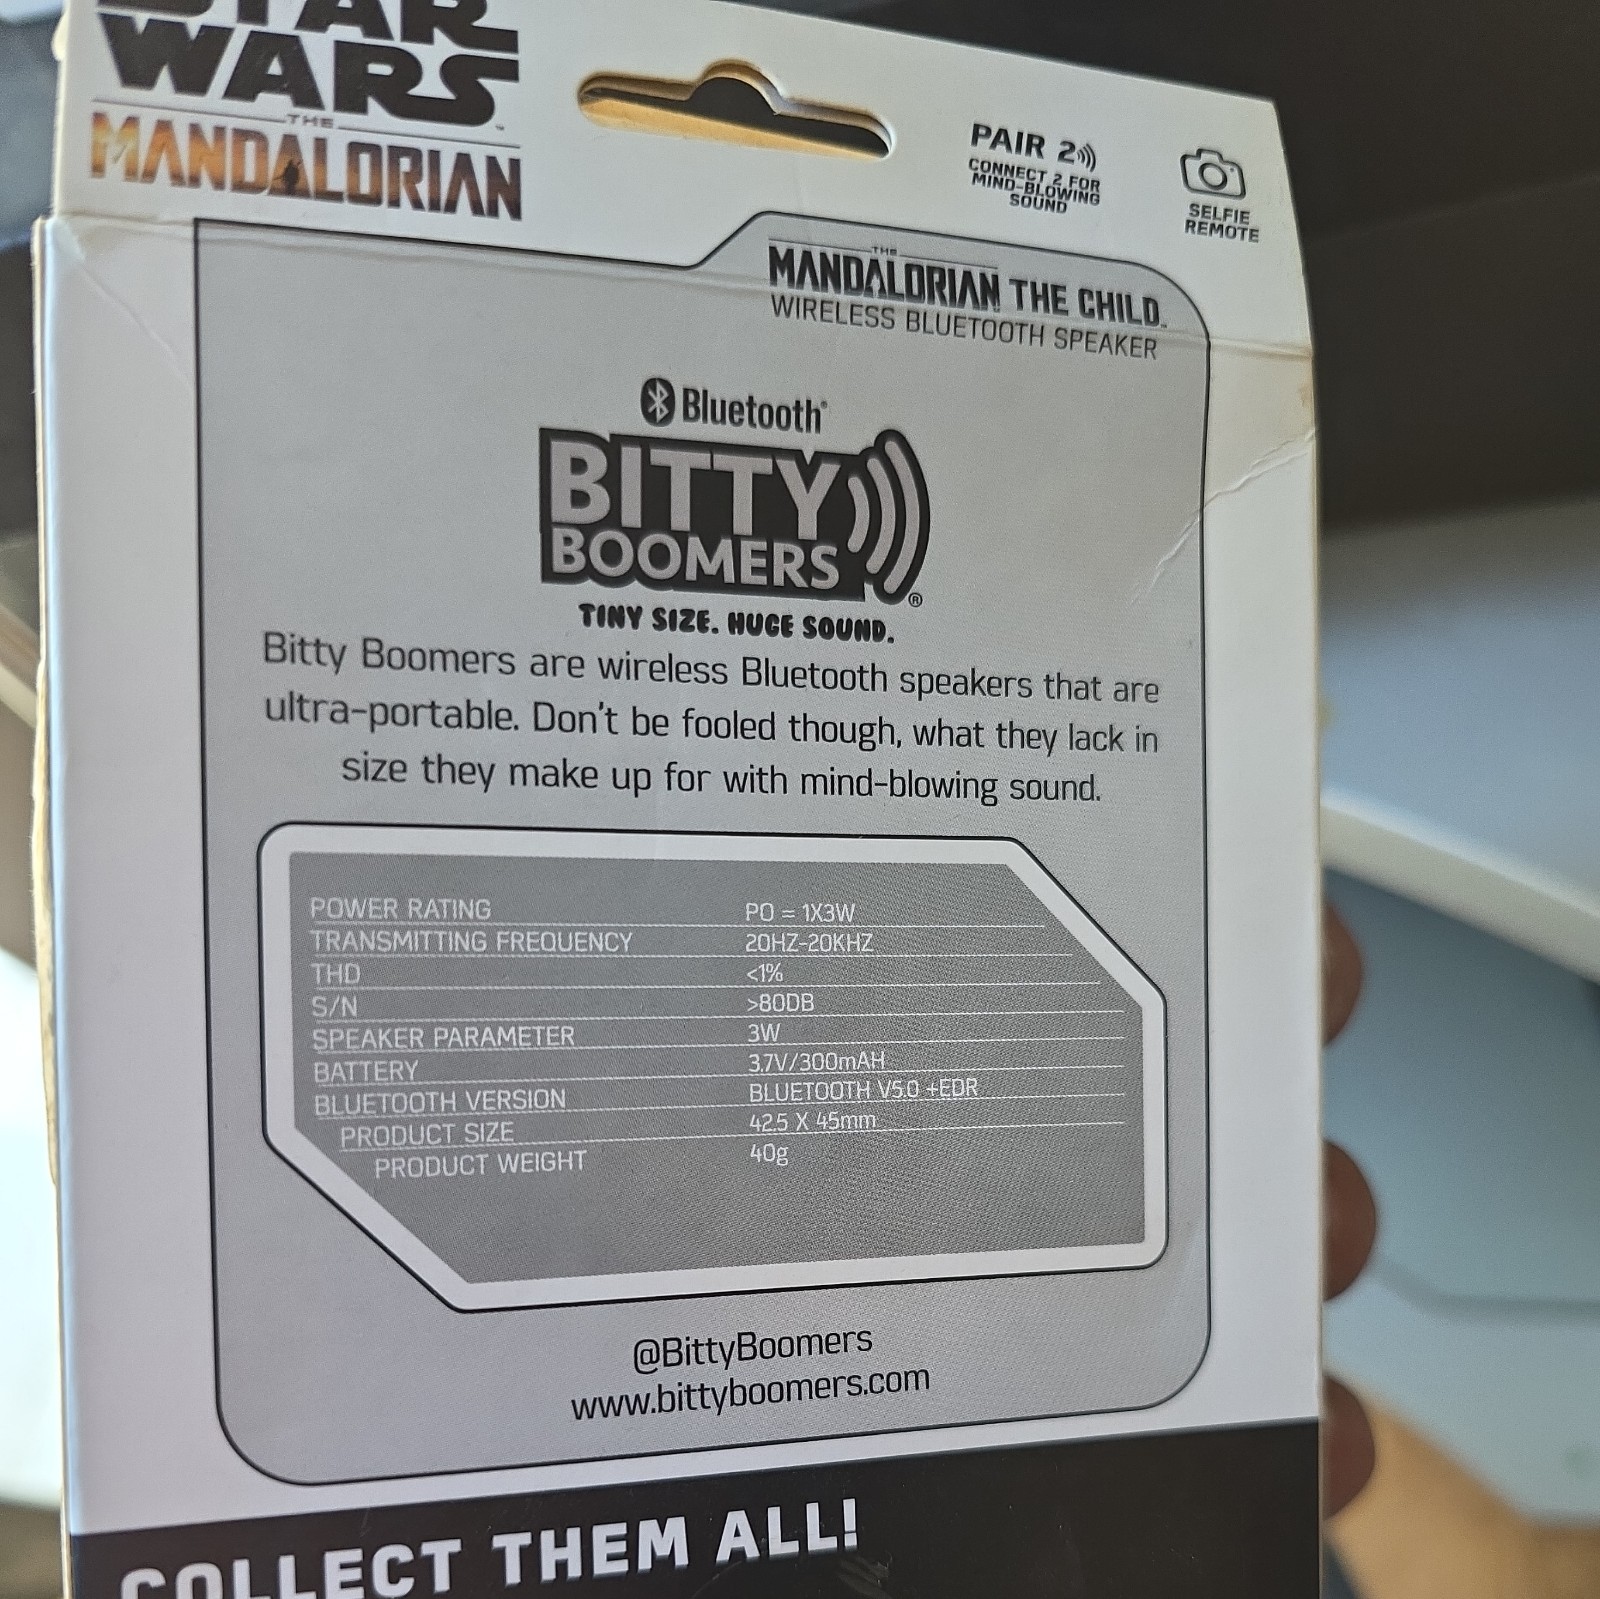 STAR
WARS
THE
MANDALORIAN
PAIR 2
CONNECT 2 FOR
MIND-BLOWING
SOUND
SELFIE
REMOTE
THE
MANDALORIAN THE CHILD™
WIRELESS BLUETOOTH SPEAKER
Bluetooth®
BITTY
BOOMERS®
TINY SIZE. HUGE SOUND.
Bitty Boomers are wireless Bluetooth speakers that are
ultra-portable. Don't be fooled though, what they lack in
size they make up for with mind-blowing sound.
POWER RATING PO = 1X3W
TRANSMITTING FREQUENCY 20HZ-20KHZ
THD <1%
S/N >80DB
SPEAKER PARAMETER 3W
BATTERY 3.7V/300mAH
BLUETOOTH VERSION BLUETOOTH V5.0 +EDR
PRODUCT SIZE 42.5 X 45mm
PRODUCT WEIGHT 40g
@BittyBoomers
www.bittyboomers.com
COLLECT THEM ALL!